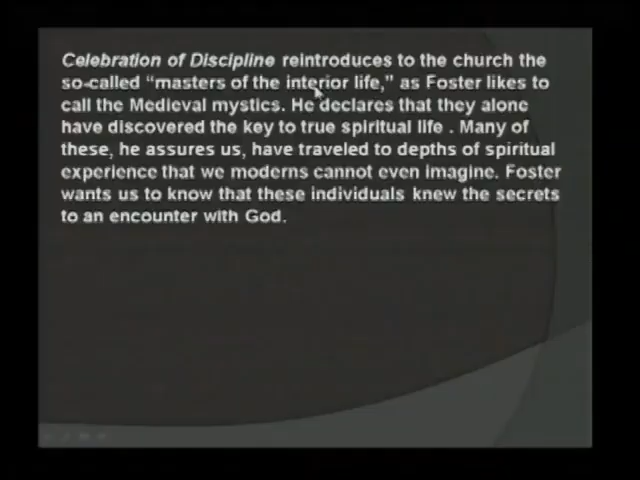 Celebration of Discipline reintroduces to the church the
so-called “masters of the interior life,” as Foster likes to
call the Medieval mystics. He declares that they alone
have discovered the key to true spiritual life . Many of
these, he assures us, have traveled to depths of spiritual
experience that we moderns cannot even imagine. Foster
wants us to know that these individuals knew the secrets
to an encounter with God.